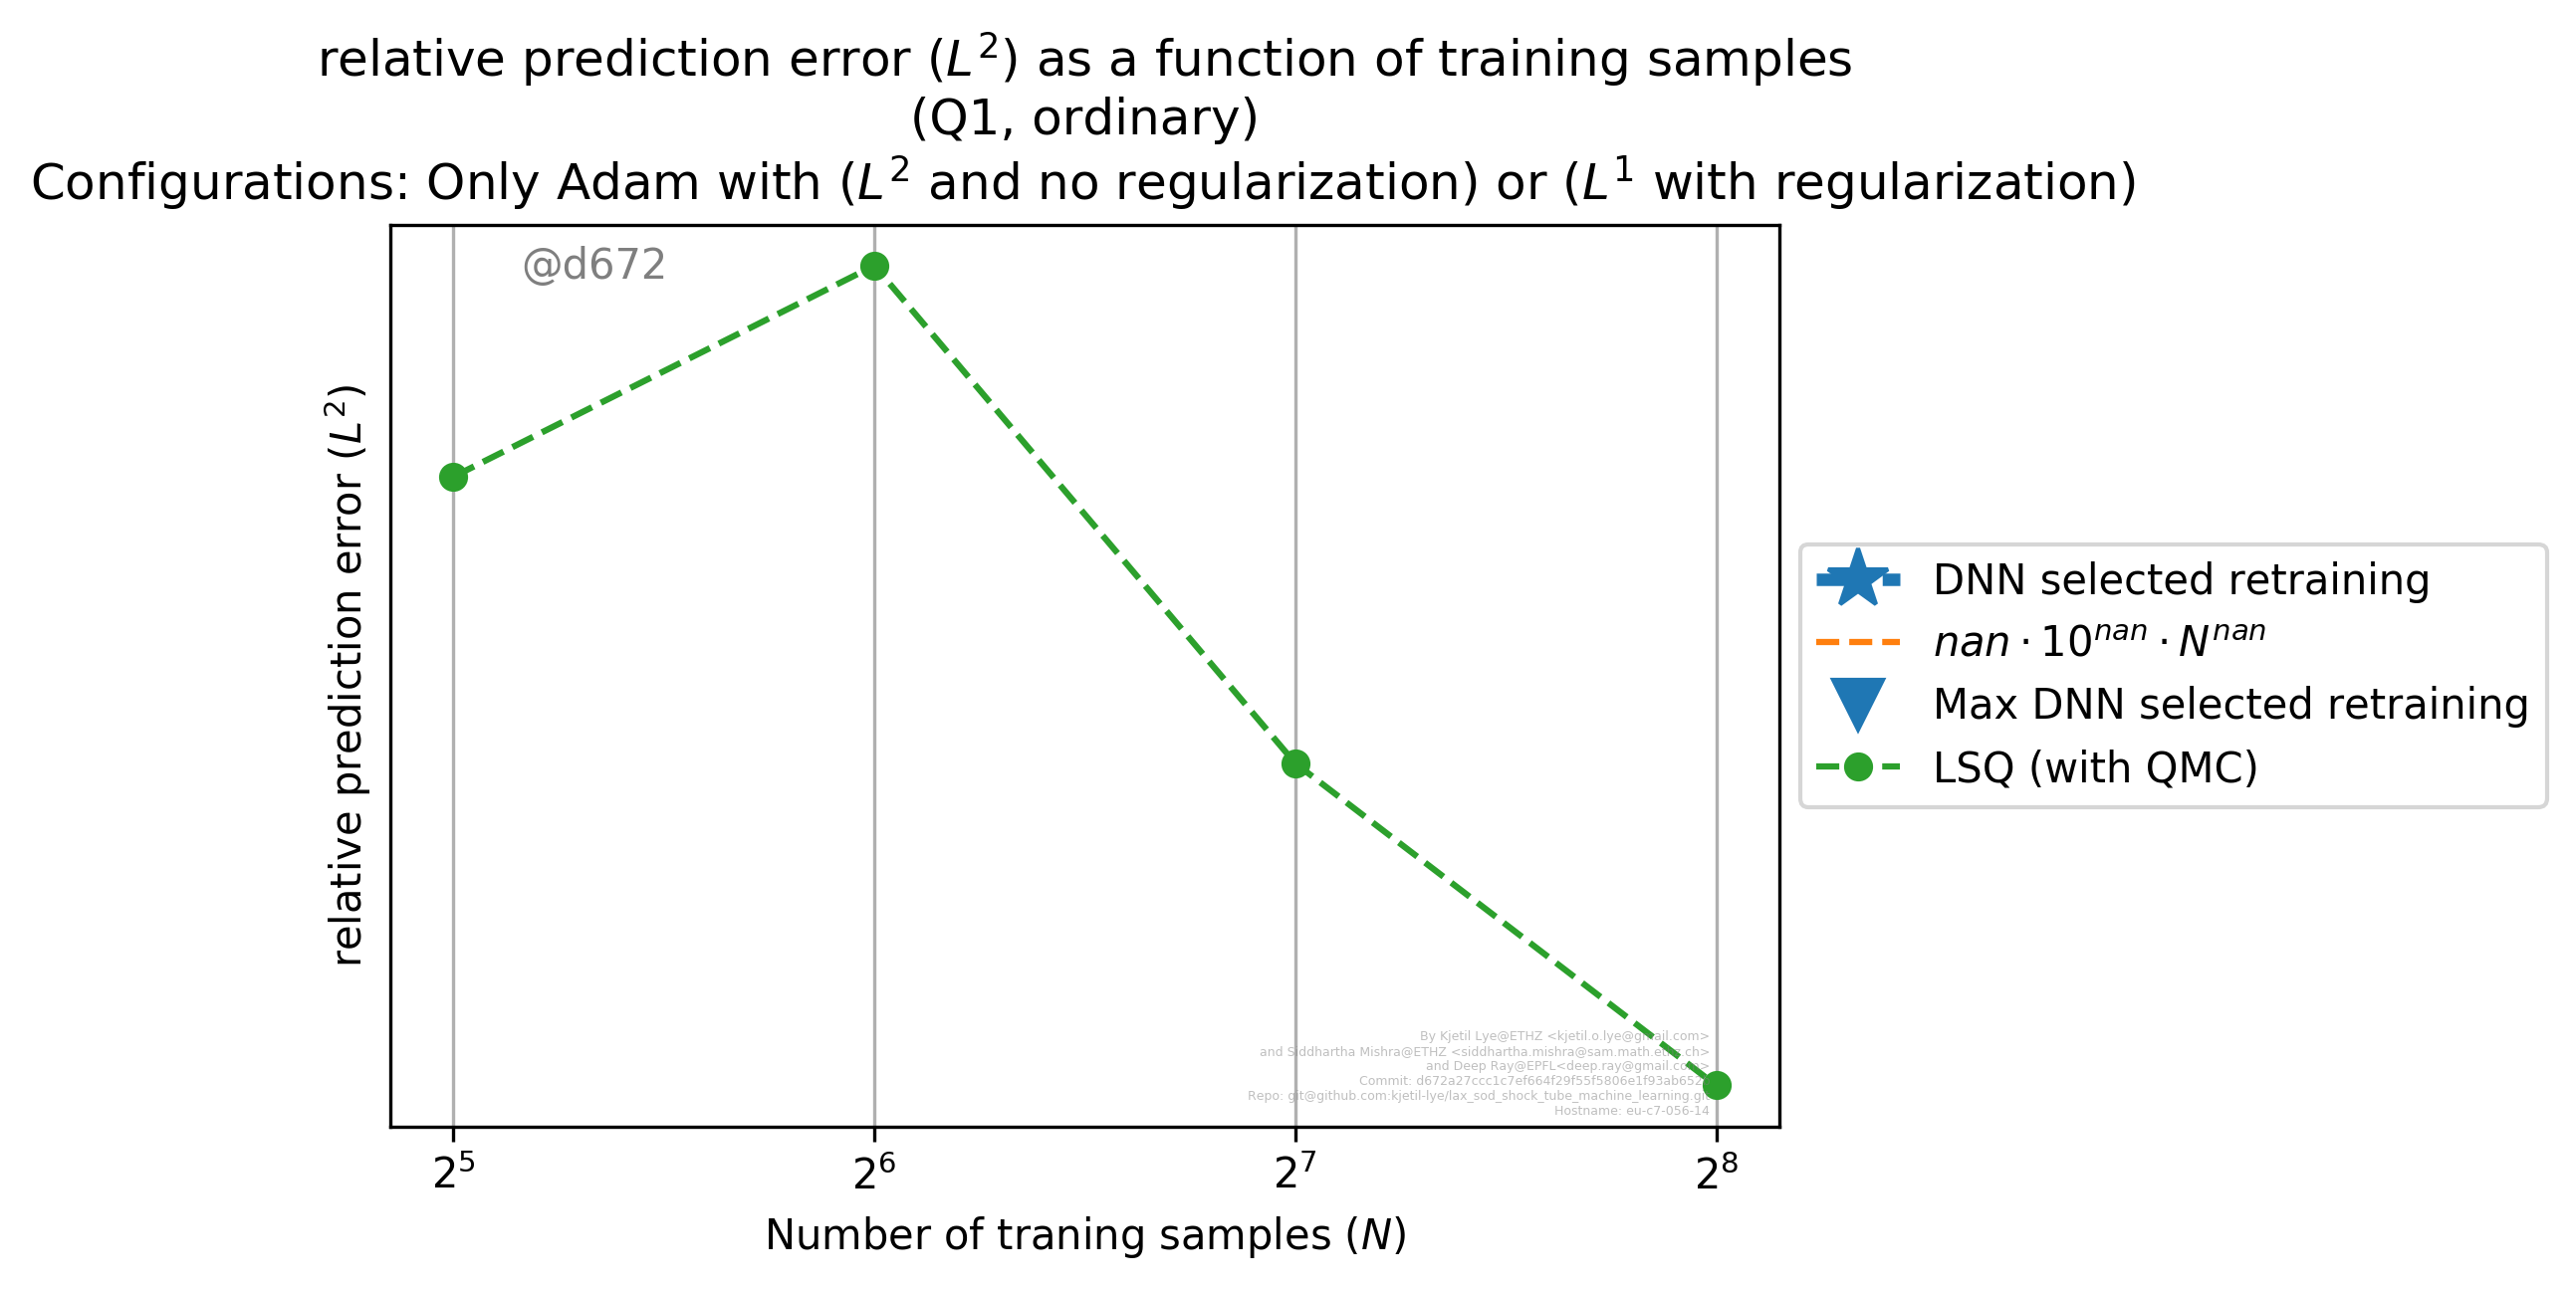 relative prediction error (L²) as a function of training samples
(Q1, ordinary)
Configurations: Only Adam with (L² and no regularization) or (L¹ with regularization)
@d672
relative prediction error (L²)
DNN selected retraining
nan · 10^nan · N^nan
Max DNN selected retraining
LSQ (with QMC)
By Kjetil Lye@ETHZ <kjetil.o.lye@gmail.com>
and Siddhartha Mishra@ETHZ <siddhartha.mishra@sam.math.ethz.ch>
and Deep Ray@EPFL<deep.ray@gmail.com>
Commit:
Repo: git@github.com:kjetil-lye/lax_sod_shock_tube_machine_learning.git
Hostname: eu-c7-056-14
2⁵ 2⁶ 2⁷ 2⁸
Number of traning samples (N)